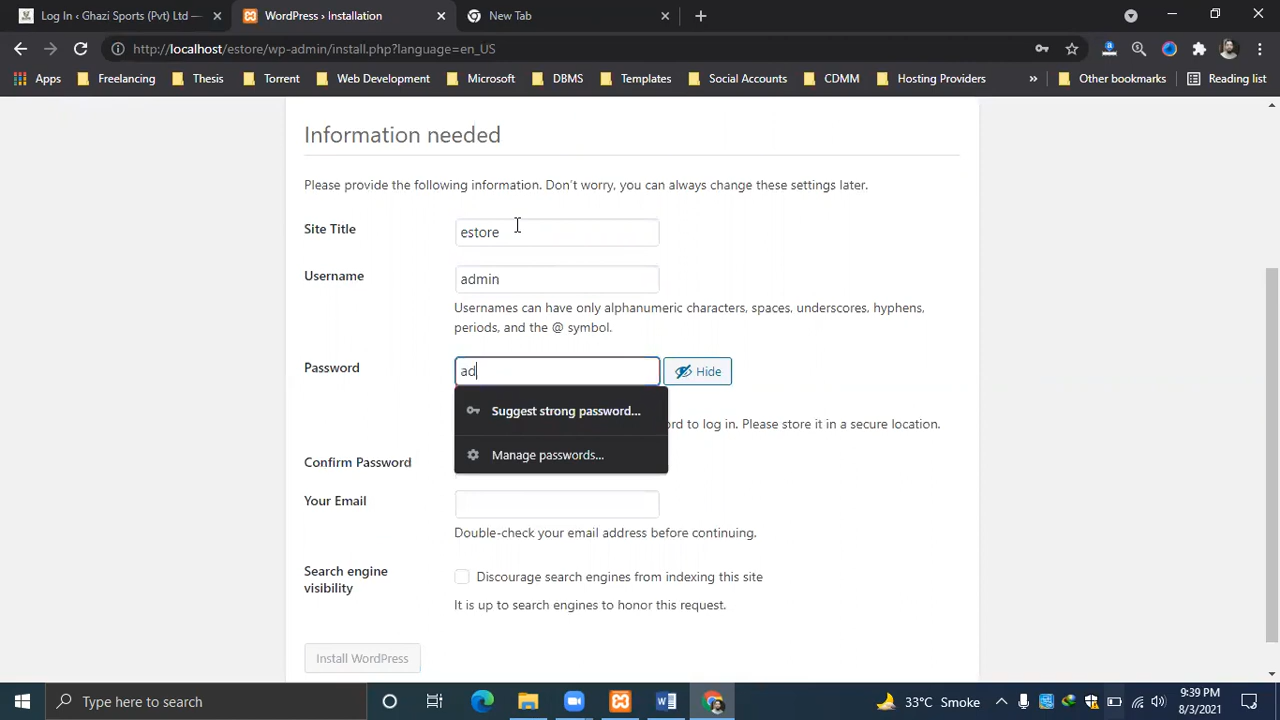 Log In ‹ Ghazi Sports (Pvt) Ltd —
WordPress › Installation
New Tab
http://localhost/estore/wp-admin/install.php?language=en_US
Apps
Freelancing
Thesis
Torrent
Web Development
Microsoft
DBMS
Templates
Social Accounts
CDMM
Hosting Providers
»
Other bookmarks
Reading list
Information needed
Please provide the following information. Don’t worry, you can always change these settings later.
Site Title
estore
Username
admin
Usernames can have only alphanumeric characters, spaces, underscores, hyphens,
periods, and the @ symbol.
Password
ad
Hide
Suggest strong password...
to log in. Please store it in a secure location.
Manage passwords...
Confirm Password
Your Email
Double-check your email address before continuing.
Search engine
visibility
Discourage search engines from indexing this site
It is up to search engines to honor this request.
Install WordPress
Type here to search
33°C Smoke
9:39 PM
8/3/2021